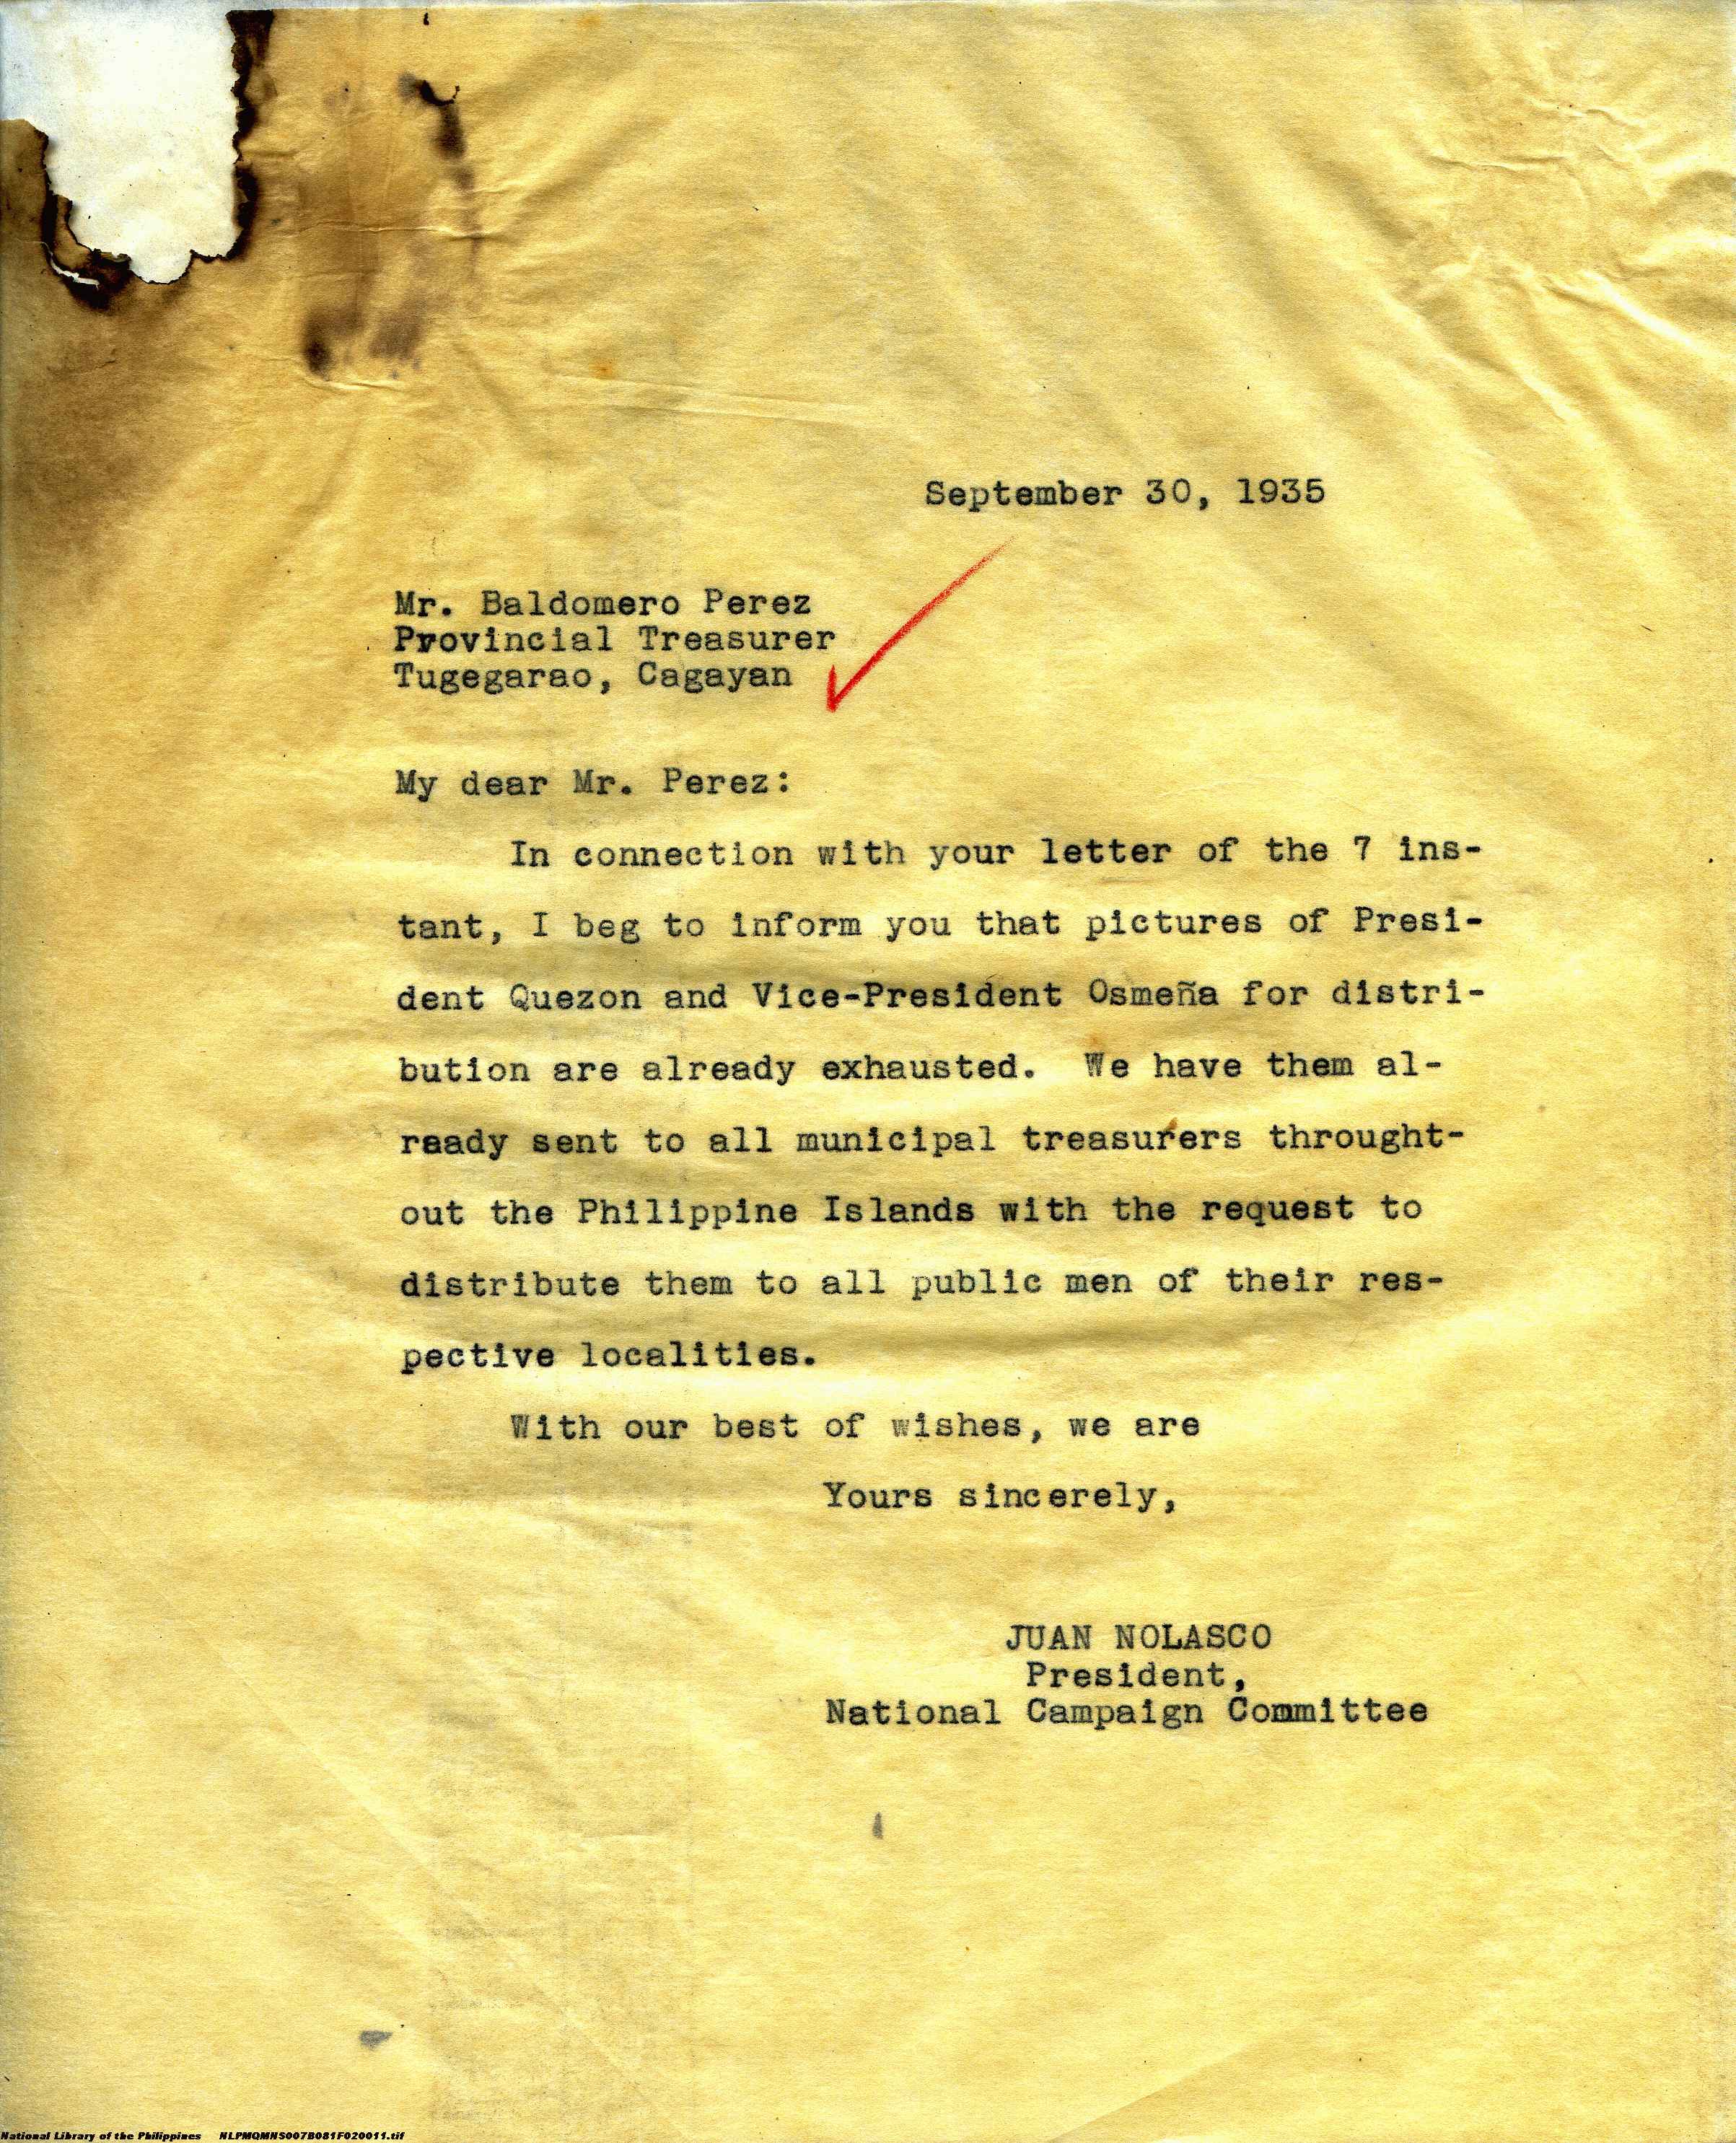 September 30, 1935
Mr. Baldomero Perez
Provincial Treasurer
Tugegarao, Cagayan
My dear Mr. Perez:
In connection with your letter of the 7 ins-
tant, I beg to inform you that pictures of Presi-
dent Quezon and Vice-President Osmeña for distri-
bution are already exhausted. We have them al-
raady sent to all municipal treasurers throught-
out the Philippine Islands with the request to
distribute them to all public men of their res-
pective localities.
With our best of wishes, we are
Yours sincerely,
JUAN NOLASCO
President,
National Campaign Committee
National Library of the Philippines NLPMQMNS007B081F020011.tif